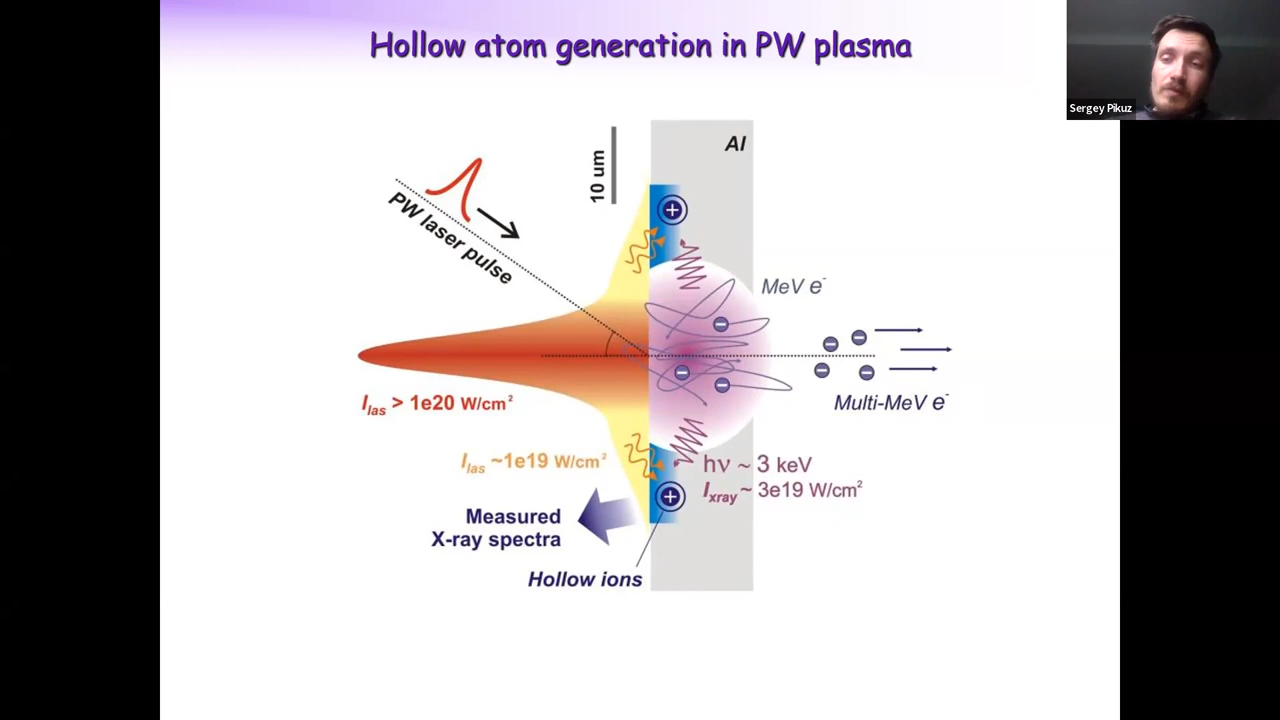 Hollow atom generation in PW plasma
Sergey Pikuz
10 um
Al
PW laser pulse
MeV e⁻
I_las > 1e20 W/cm²
Multi-MeV e⁻
I_las ~1e19 W/cm²
hν ~ 3 keV
I_xray ~ 3e19 W/cm²
Measured
X-ray spectra
Hollow ions